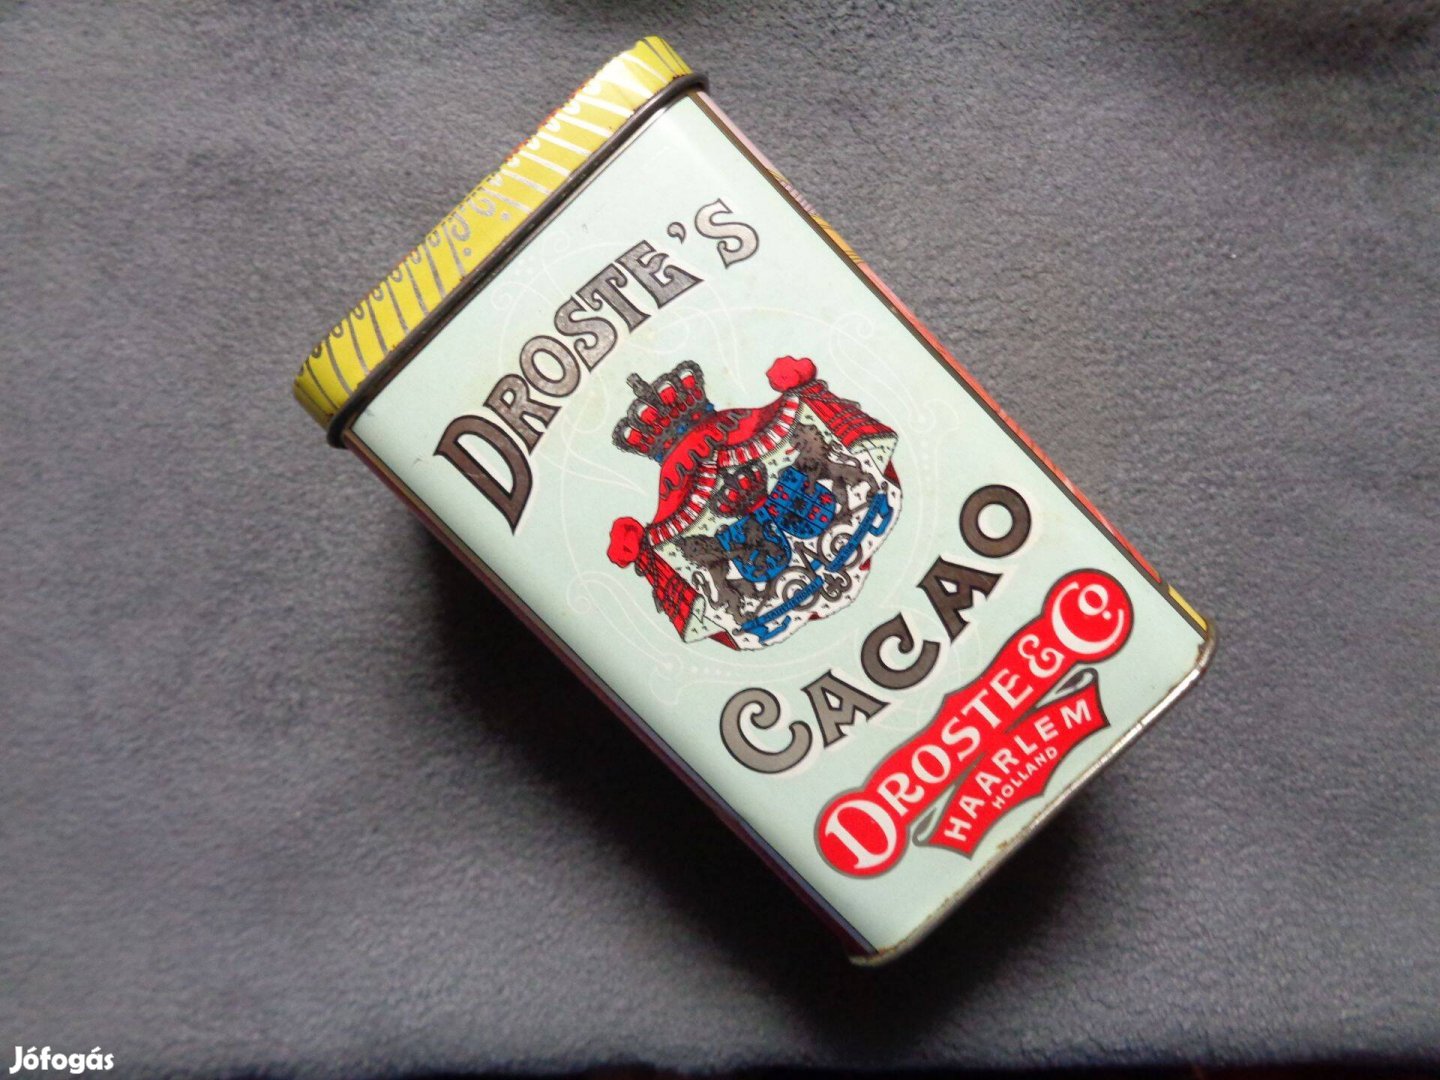 DROSTE'S
CACAO
DROSTE & Co
HAARLEM
HOLLAND
Jófogás